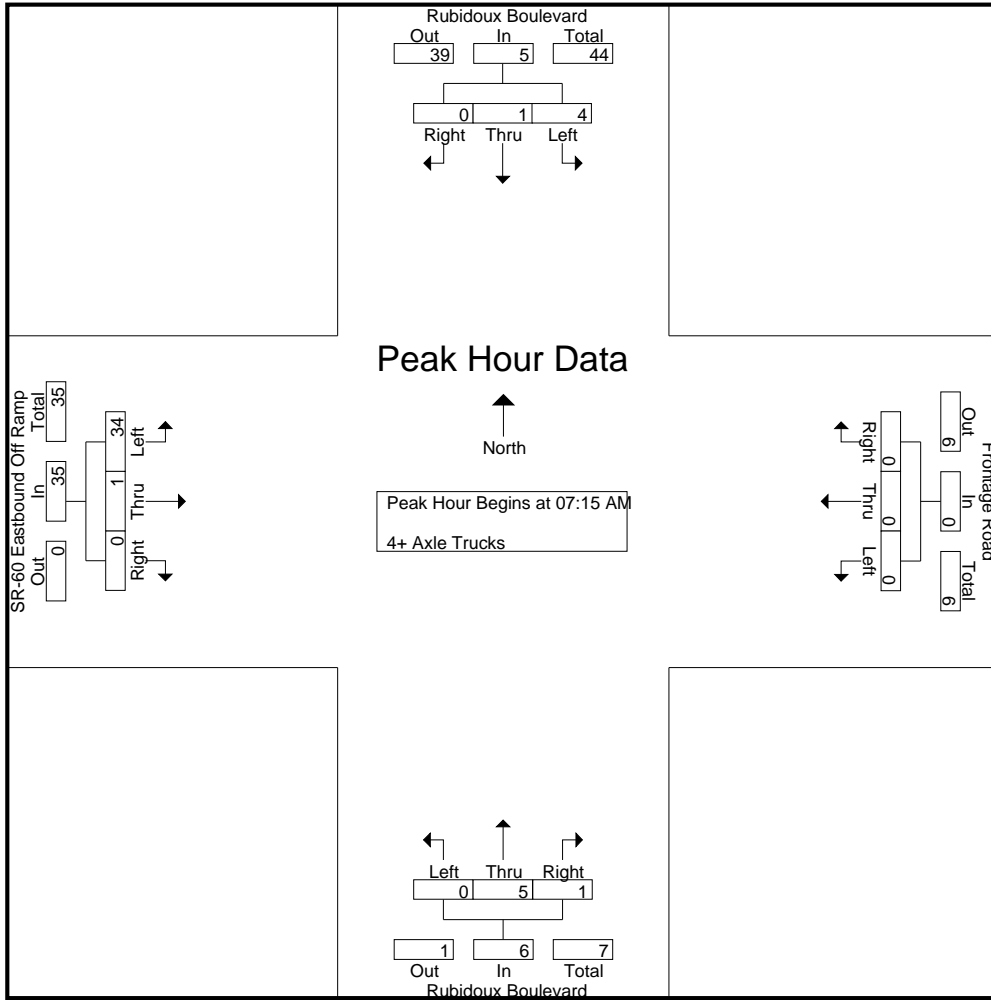 Rubidoux Boulevard
Out In Total
39 5 44
0 1 4
Right Thru Left
Peak Hour Data
North
Peak Hour Begins at 07:15 AM
4+ Axle Trucks
SR-60 Eastbound Off Ramp
Out In Total
0 35 35
0 1 34
Right Thru Left
Frontage Road
Out In Total
6 0 6
0 0 0
Right Thru Left
Left Thru Right
0 5 1
1 6 7
Out In Total
Rubidoux Boulevard